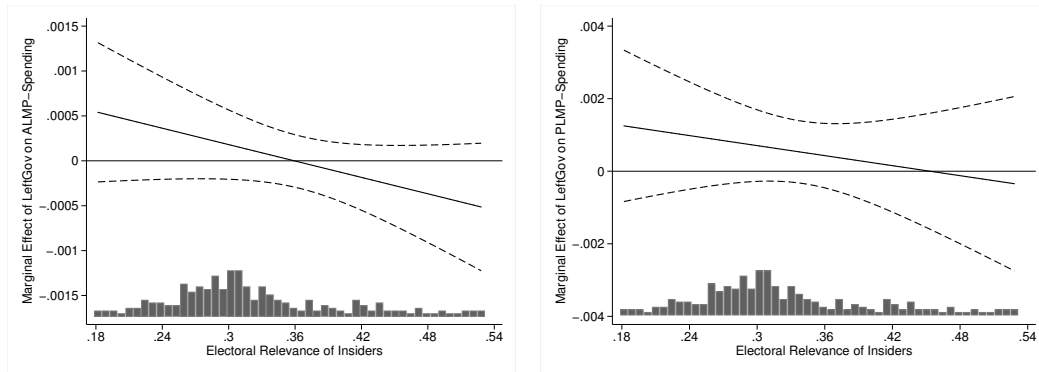 Marginal Effect of LeftGov on ALMP−Spending
.0015
.001
.0005
0
−.0005
−.001
−.0015
.18 .24 .3 .36 .42 .48 .54
Electoral Relevance of Insiders
Marginal Effect of LeftGov on PLMP−Spending
.004
.002
0
−.002
−.004
.18 .24 .3 .36 .42 .48 .54
Electoral Relevance of Insiders